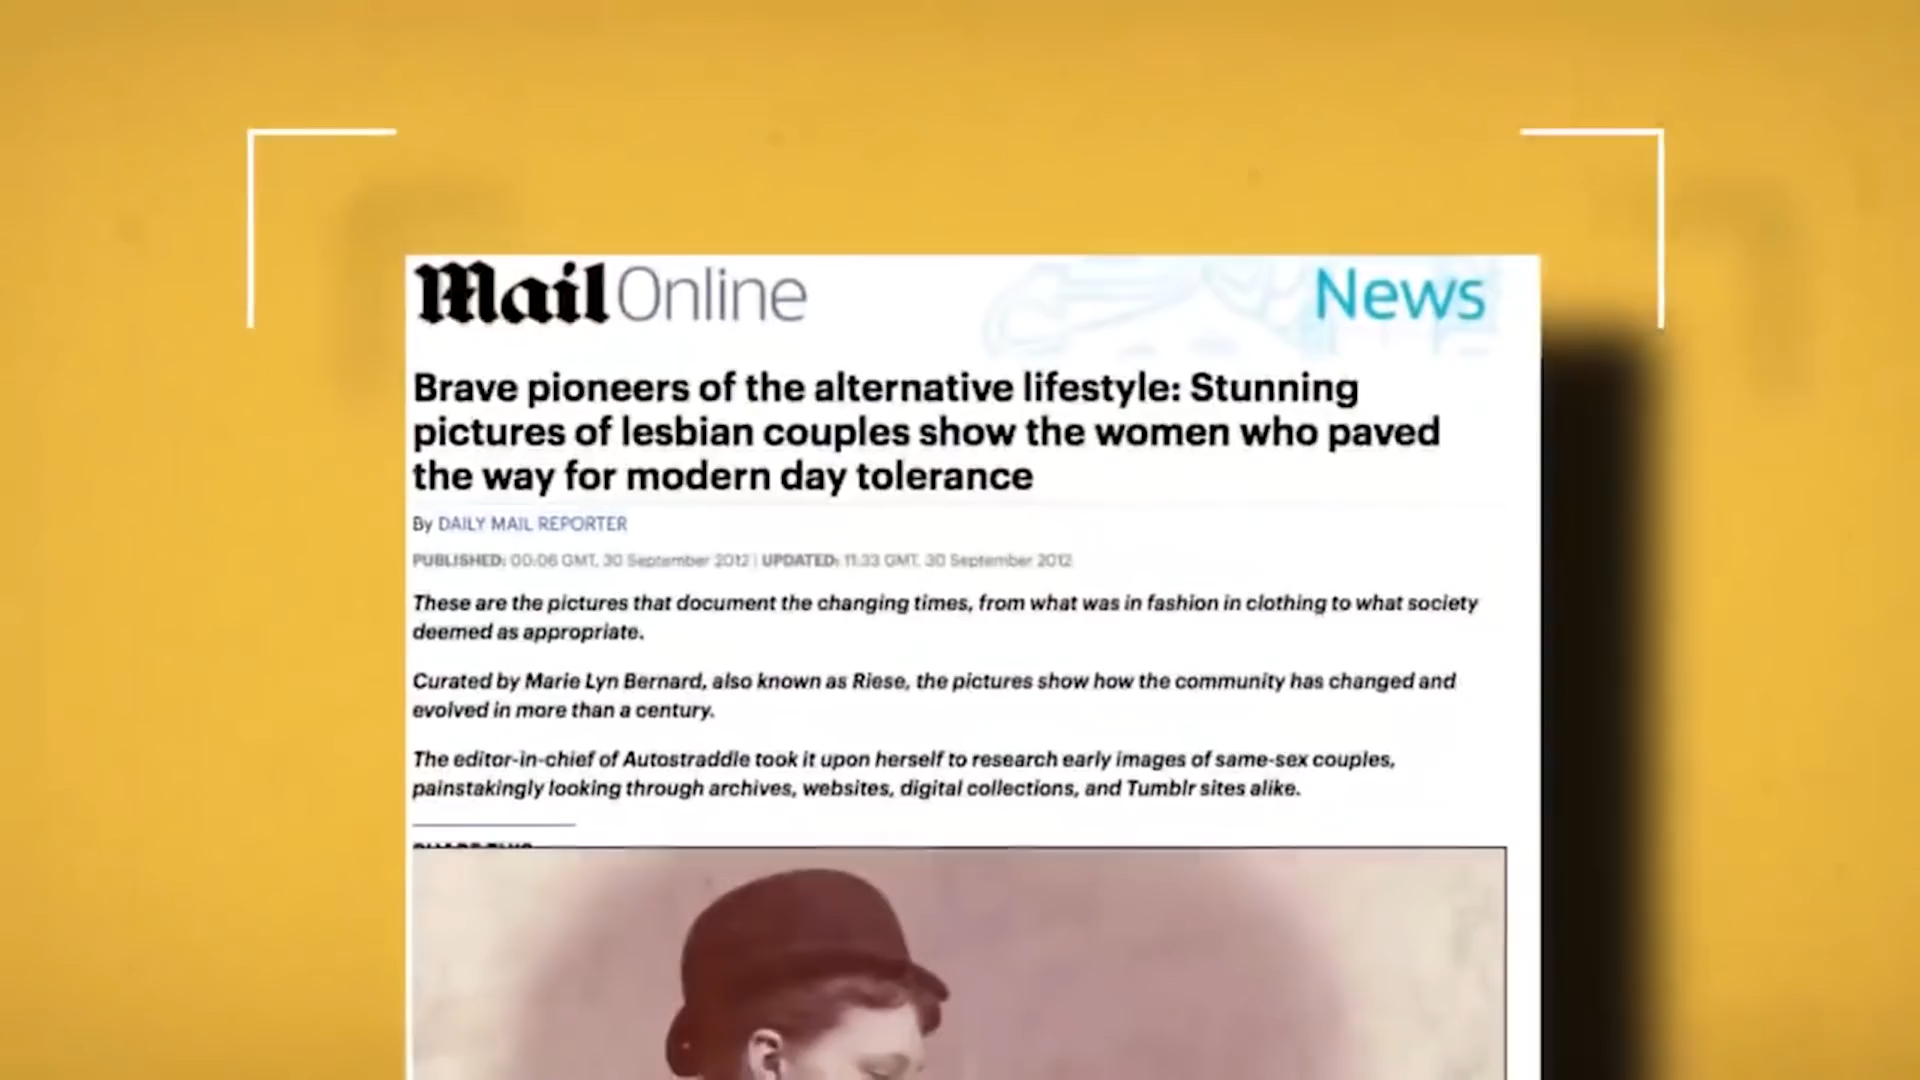 Mail Online
News
Brave pioneers of the alternative lifestyle: Stunning
pictures of lesbian couples show the women who paved
the way for modern day tolerance
By DAILY MAIL REPORTER
PUBLISHED: 00:06 GMT, 30 September 2012 | UPDATED: 11:33 GMT, 30 September 2012
These are the pictures that document the changing times, from what was in fashion in clothing to what society
deemed as appropriate.
Curated by Marie Lyn Bernard, also known as Riese, the pictures show how the community has changed and
evolved in more than a century.
The editor-in-chief of Autostraddle took it upon herself to research early images of same-sex couples,
painstakingly looking through archives, websites, digital collections, and Tumblr sites alike.